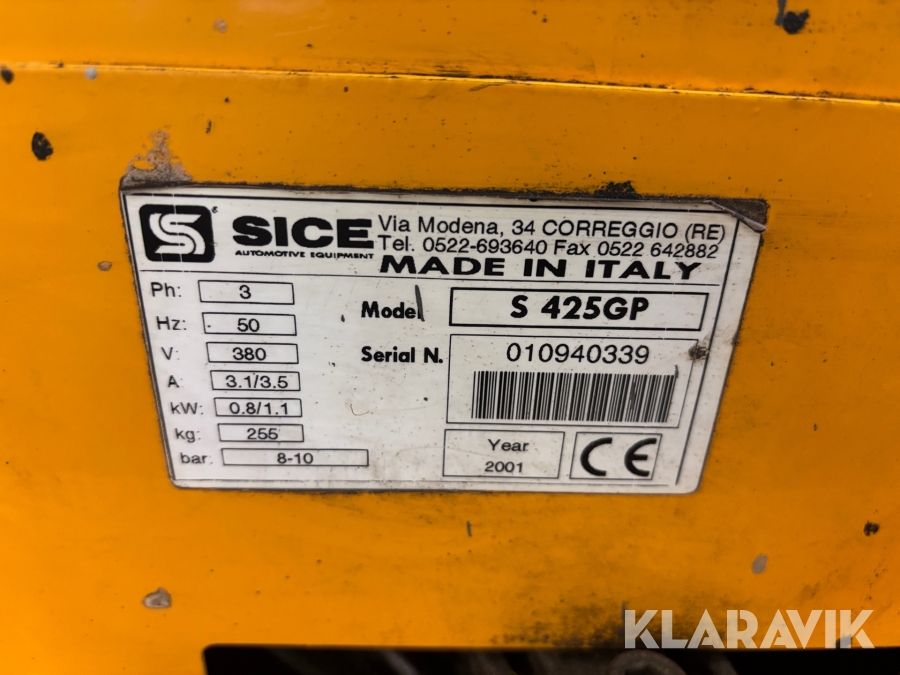 S SICE
AUTOMOTIVE EQUIPMENT
Via Modena, 34 CORREGGIO (RE)
Tel. 0522-693640 Fax 0522 642882
MADE IN ITALY
Ph: 3
Hz: 50
V: 380
A: 3.1/3.5
kW: 0.8/1.1
kg: 255
bar: 8-10
Model S 425GP
Serial N. 010940339
Year
2001
CE
KLARAVIK